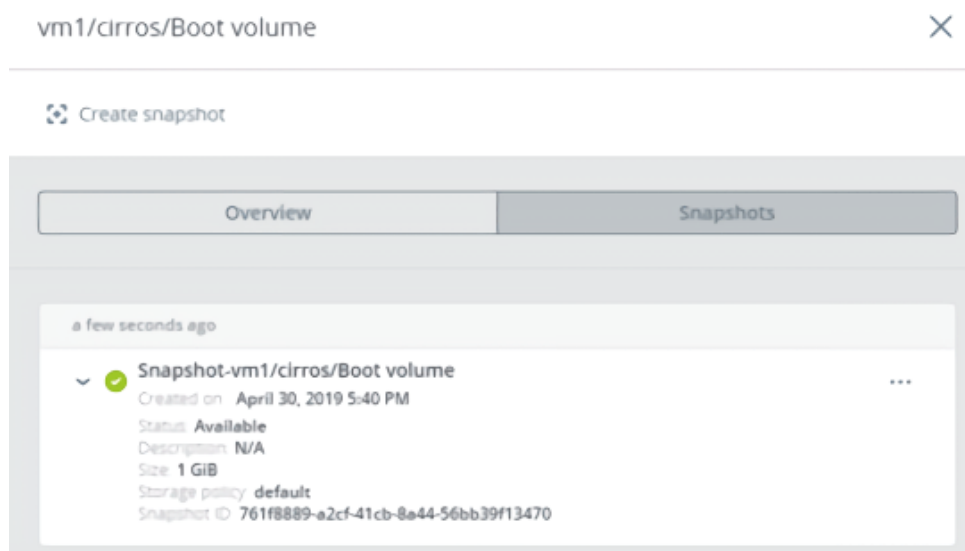 vm1/cirros/Boot volume
Create snapshot
Overview Snapshots
a few seconds ago
Snapshot-vm1/cirros/Boot volume
Created on April 30, 2019 5:40 PM
Status Available
Description N/A
Size 1 GiB
Storage policy default
Snapshot ID 761f8889-a2cf-41cb-8a44-56bb39f13470